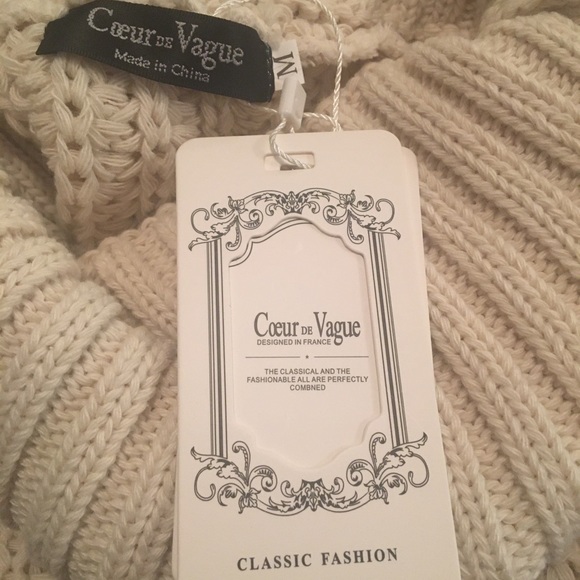 Cœur DE Vague
Made in China
M
Cœur DE Vague
DESIGNED IN FRANCE
THE CLASSICAL AND THE
FASHIONABLE ALL ARE PERFECTLY
COMBNED
CLASSIC FASHION